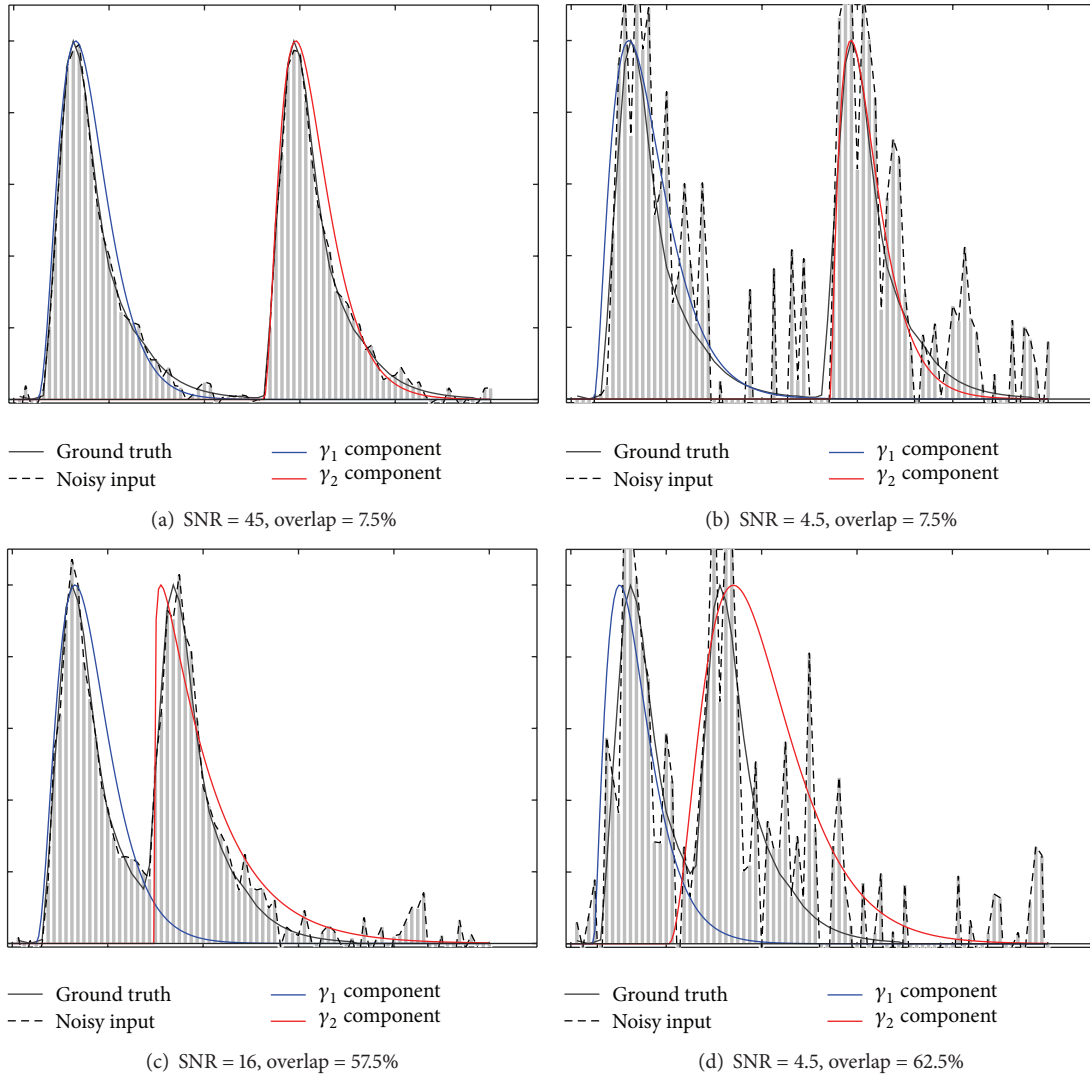 Ground truth
Noisy input
γ₁ component
γ₂ component
(a) SNR = 45, overlap = 7.5%
Ground truth
Noisy input
γ₁ component
γ₂ component
(b) SNR = 4.5, overlap = 7.5%
Ground truth
Noisy input
γ₁ component
γ₂ component
(c) SNR = 16, overlap = 57.5%
Ground truth
Noisy input
γ₁ component
γ₂ component
(d) SNR = 4.5, overlap = 62.5%